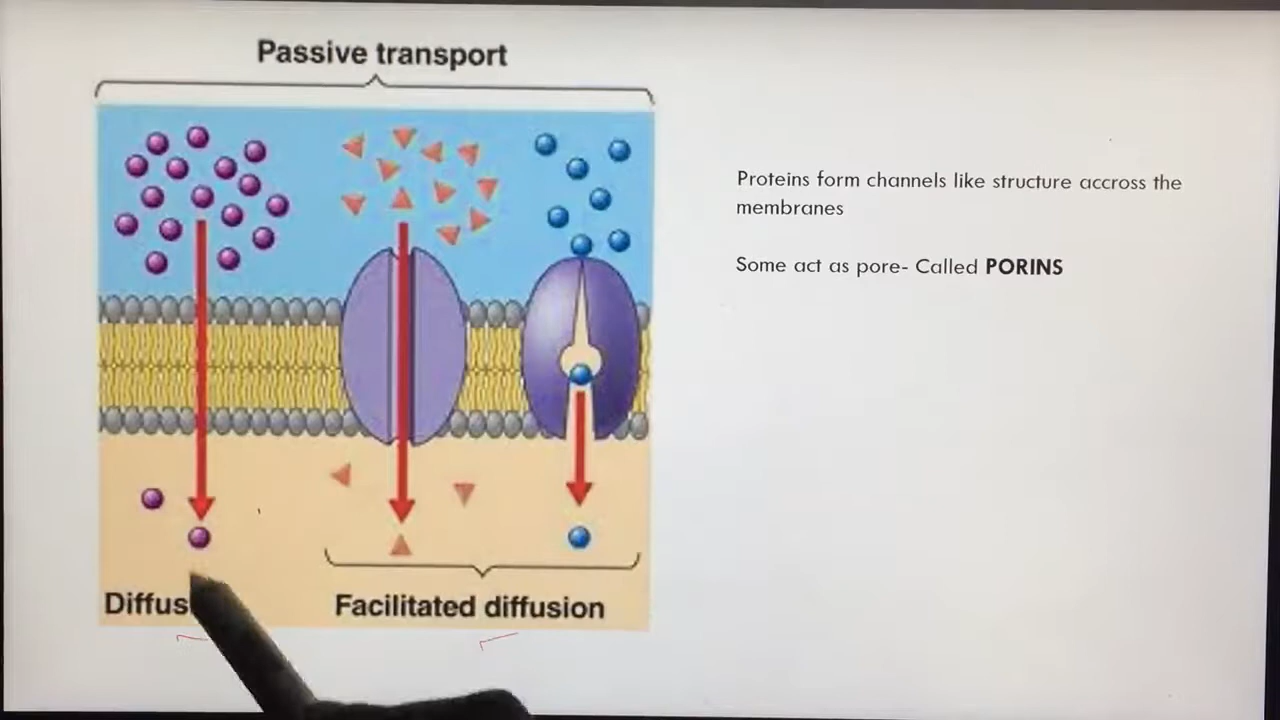 Passive transport
Proteins form channels like structure accross the
membranes
Some act as pore- Called PORINS
Facilitated diffusion